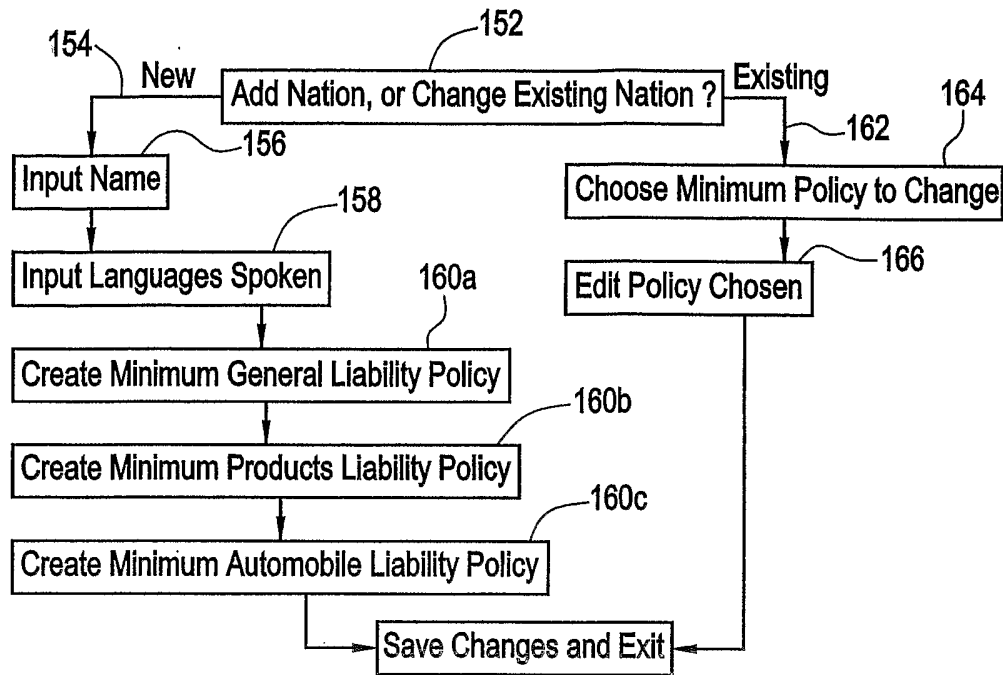 152
154
New
Add Nation, or Change Existing Nation ?
Existing
164
162
156
Input Name
Choose Minimum Policy to Change
158
166
Input Languages Spoken
Edit Policy Chosen
160a
Create Minimum General Liability Policy
160b
Create Minimum Products Liability Policy
160c
Create Minimum Automobile Liability Policy
Save Changes and Exit